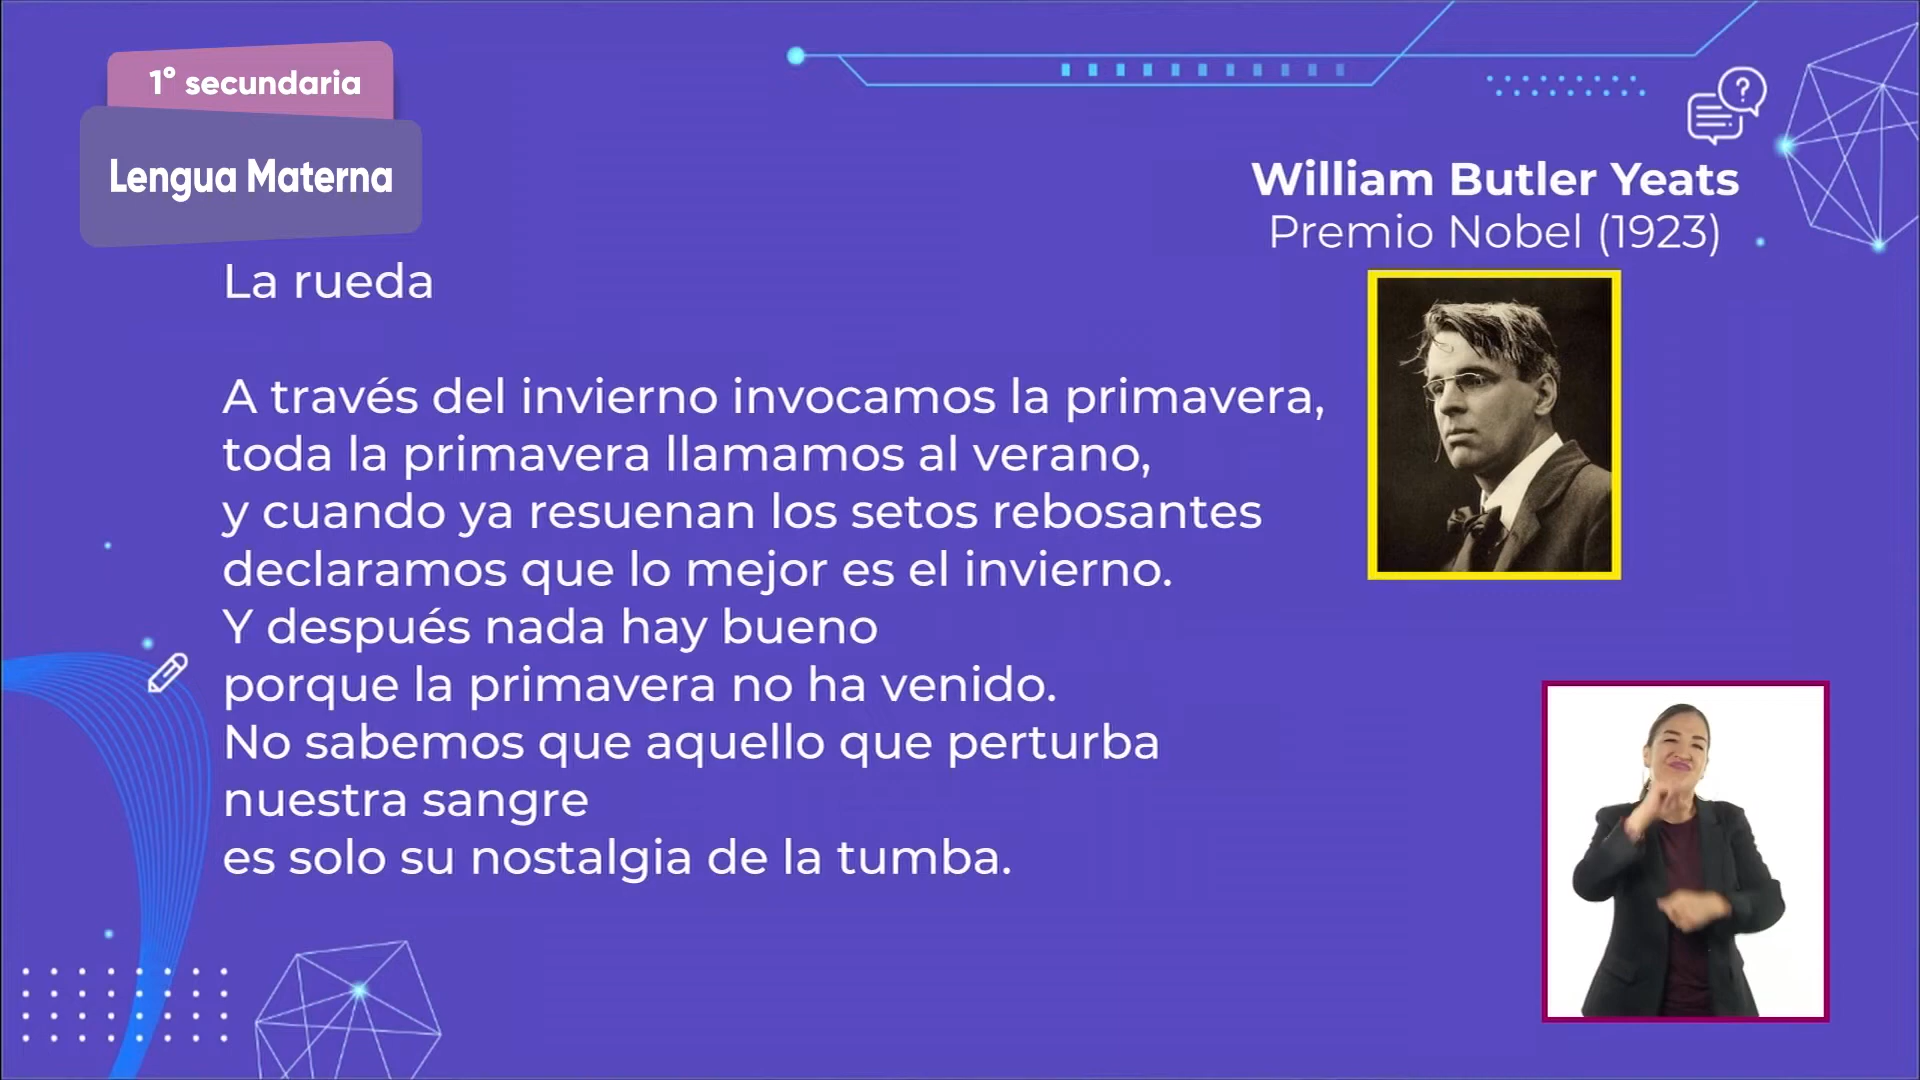 1° secundaria
Lengua Materna
William Butler Yeats
Premio Nobel (1923)
La rueda
A través del invierno invocamos la primavera,
toda la primavera llamamos al verano,
y cuando ya resuenan los setos rebosantes
declaramos que lo mejor es el invierno.
Y después nada hay bueno
porque la primavera no ha venido.
No sabemos que aquello que perturba
nuestra sangre
es solo su nostalgia de la tumba.